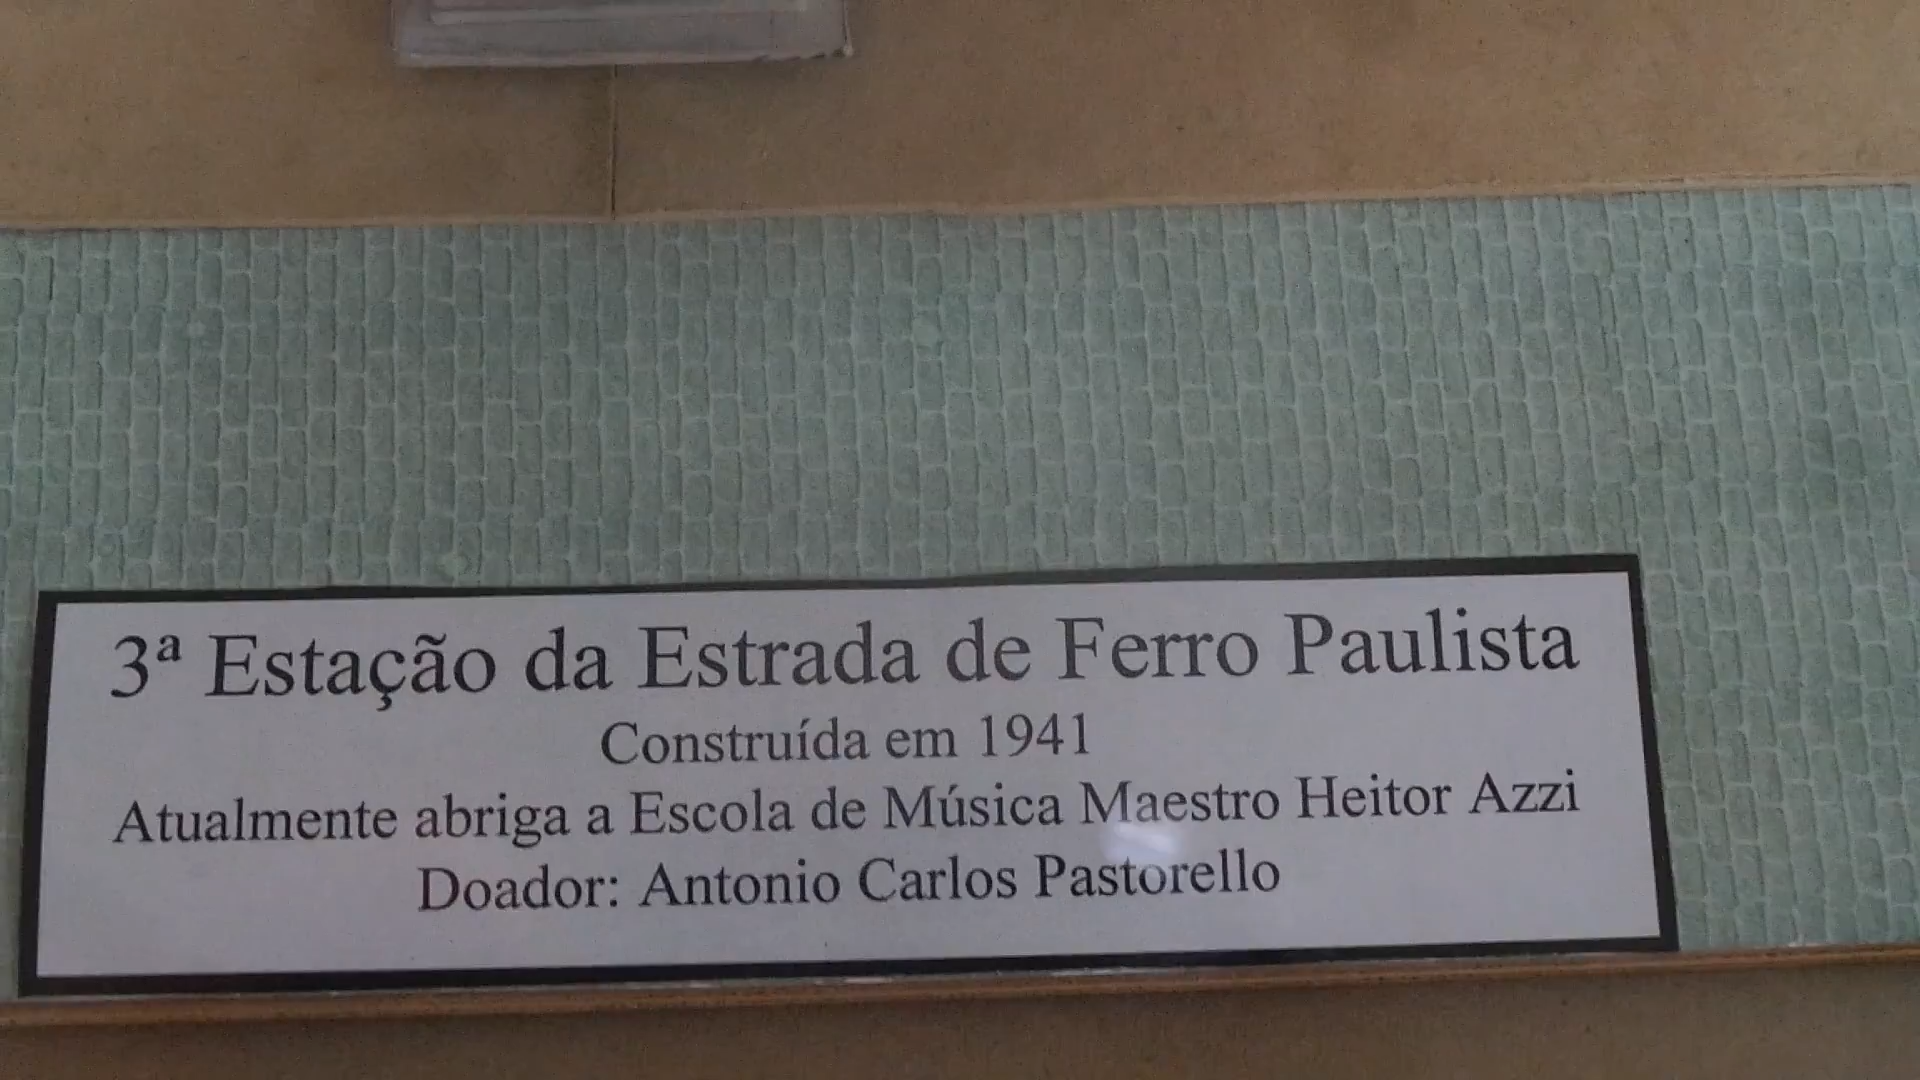 3ª Estação da Estrada de Ferro Paulista
Construída em 1941
Atualmente abriga a Escola de Música Maestro Heitor Azzi
Doador: Antonio Carlos Pastorello